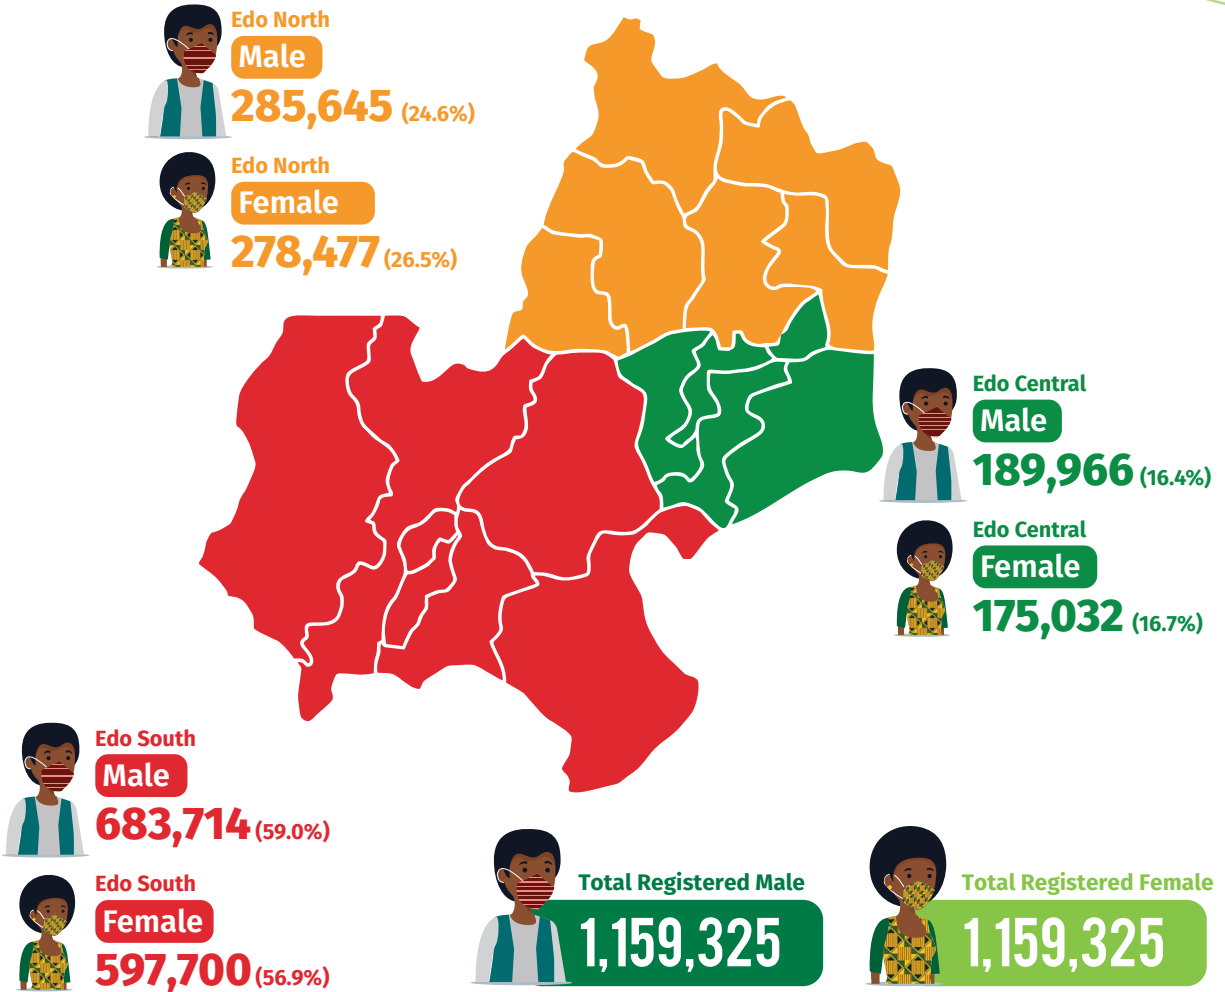 Edo North
Male
285,645 (24.6%)
Edo North
Female
278,477 (26.5%)
Edo Central
Male
189,966 (16.4%)
Edo Central
Female
175,032 (16.7%)
Edo South
Male
683,714 (59.0%)
Edo South
Female
597,700 (56.9%)
Total Registered Male
1,159,325
Total Registered Female
1,159,325